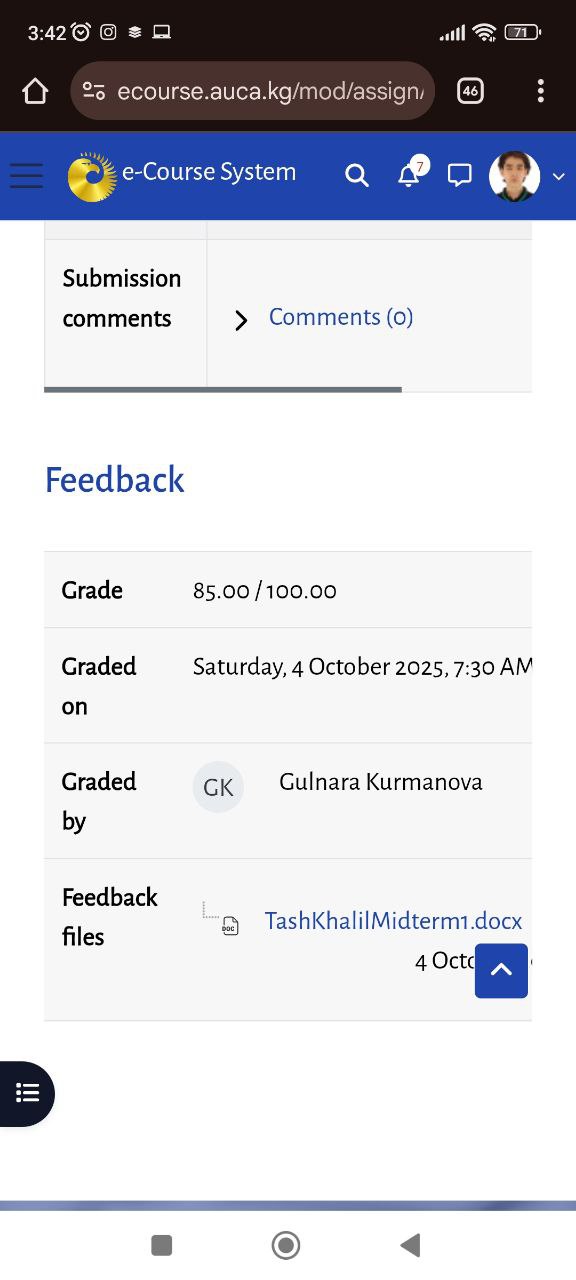 3:42
71
ecourse.auca.kg/mod/assign/
46
e-Course System
7
Submission
comments
Comments (0)
Feedback
Grade
85.00 / 100.00
Graded
on
Saturday, 4 October 2025, 7:30 AM
Graded
by
GK
Gulnara Kurmanova
Feedback
files
DOC
TashKhalilMidterm1.docx
4 Octo